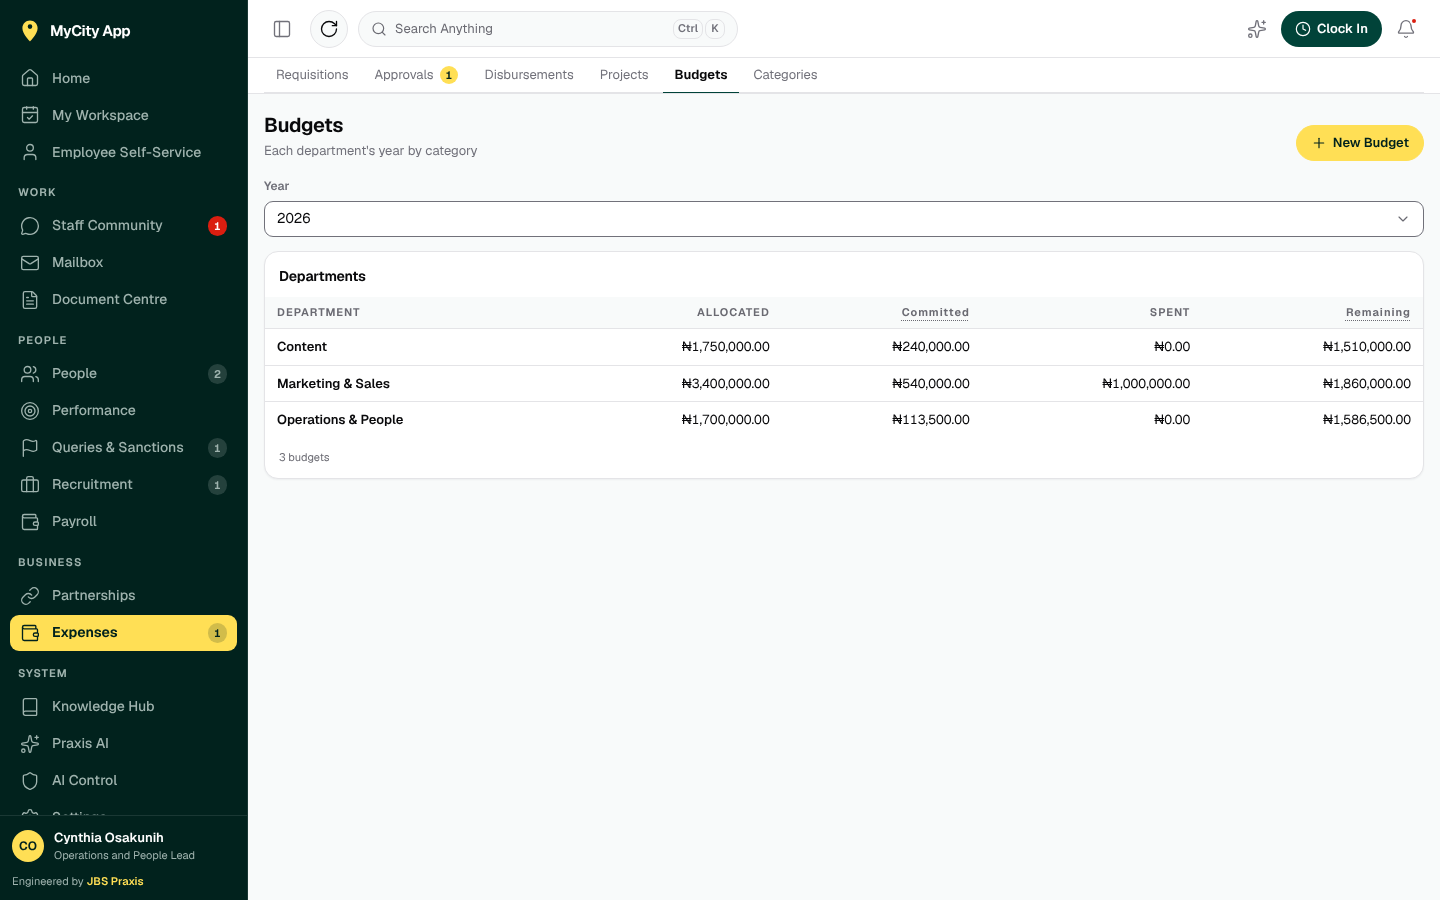 MyCity App
Home
My Workspace
Employee Self-Service
WORK
Staff Community 1
Mailbox
Document Centre
PEOPLE
People 2
Performance
Queries & Sanctions 1
Recruitment 1
Payroll
BUSINESS
Partnerships
Expenses 1
SYSTEM
Knowledge Hub
Praxis AI
AI Control
CO
Cynthia Osakunih
Operations and People Lead
Engineered by JBS Praxis
Search Anything Ctrl K
Clock In
Requisitions Approvals 1 Disbursements Projects Budgets Categories
Budgets
Each department's year by category
New Budget
Year
2026
Departments
DEPARTMENT ALLOCATED Committed SPENT Remaining
Content ₦1,750,000.00 ₦240,000.00 ₦0.00 ₦1,510,000.00
Marketing & Sales ₦3,400,000.00 ₦540,000.00 ₦1,000,000.00 ₦1,860,000.00
Operations & People ₦1,700,000.00 ₦113,500.00 ₦0.00 ₦1,586,500.00
3 budgets